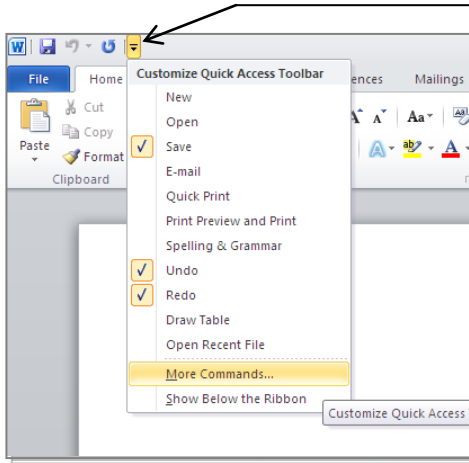 W
File Home ences Mailings
Customize Quick Access Toolbar
New
Open
Save
E-mail
Quick Print
Print Preview and Print
Spelling & Grammar
Undo
Redo
Draw Table
Open Recent File
More Commands...
Show Below the Ribbon
Customize Quick Access
Cut
Copy
Paste
Format
Clipboard
A A Aa
A ab A